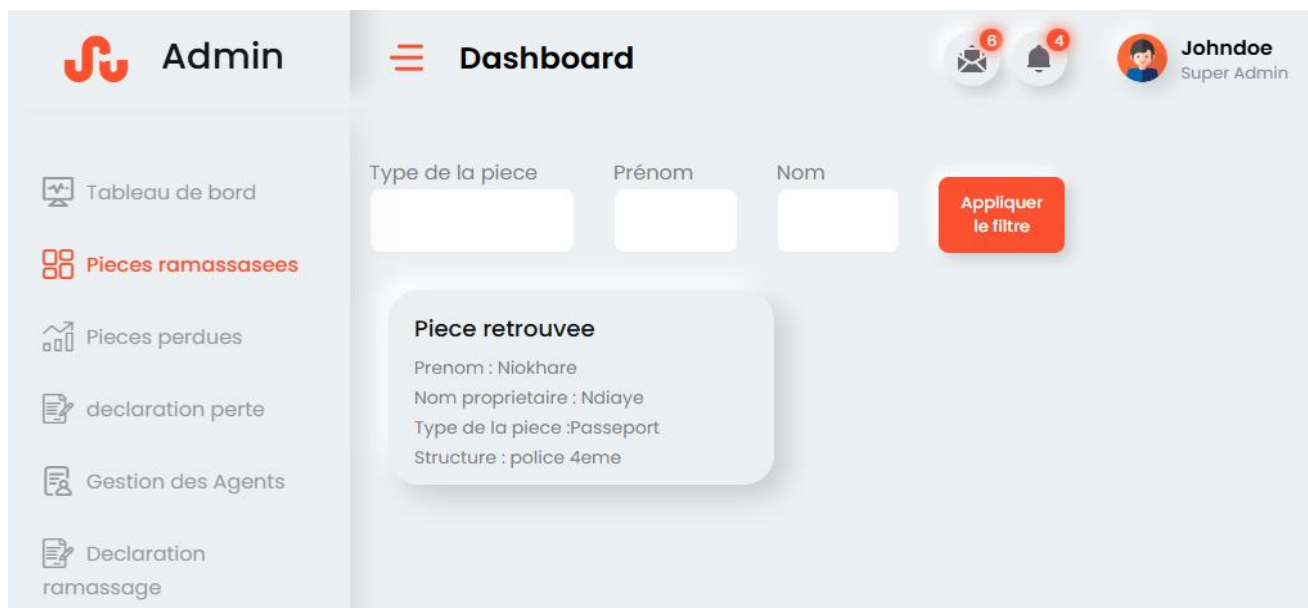 Admin
Dashboard
6
4
Johndoe
Super Admin
Tableau de bord
Pieces ramassasees
Pieces perdues
declaration perte
Gestion des Agents
Declaration
ramassage
Type de la piece
Prénom
Nom
Appliquer
le filtre
Piece retrouvee
Prenom : Niokhare
Nom proprietaire : Ndiaye
Type de la piece :Passeport
Structure : police 4eme